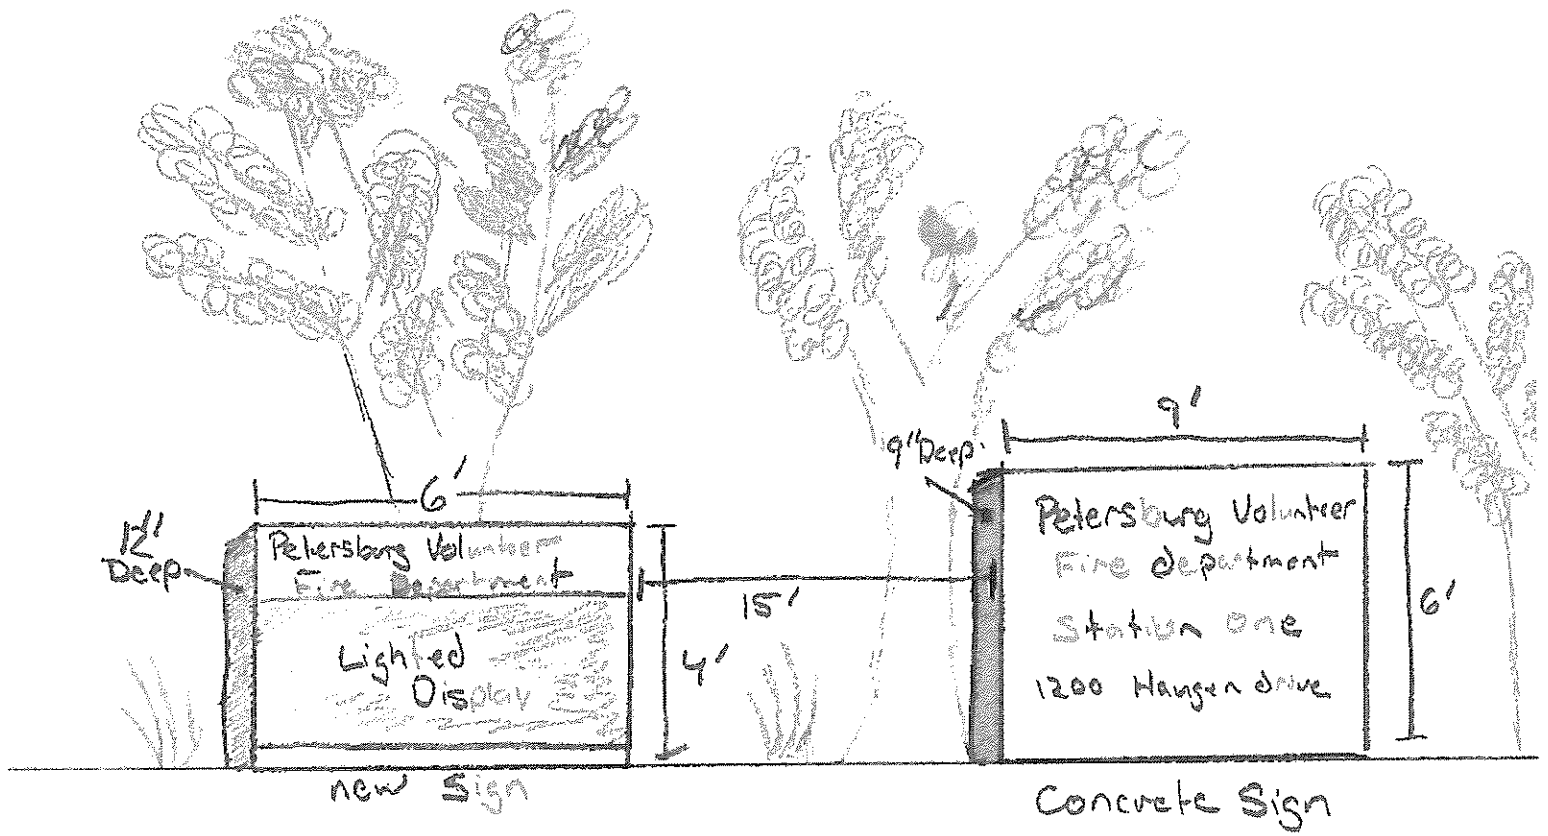 6'
12"
Deep
Petersburg Volunteer
Fire Department
Lighted
Display
4'
new Sign
15'
9" Deep
9'
6'
Petersburg Volunteer
Fire department
Station One
1200 Haugen drive
Concrete Sign